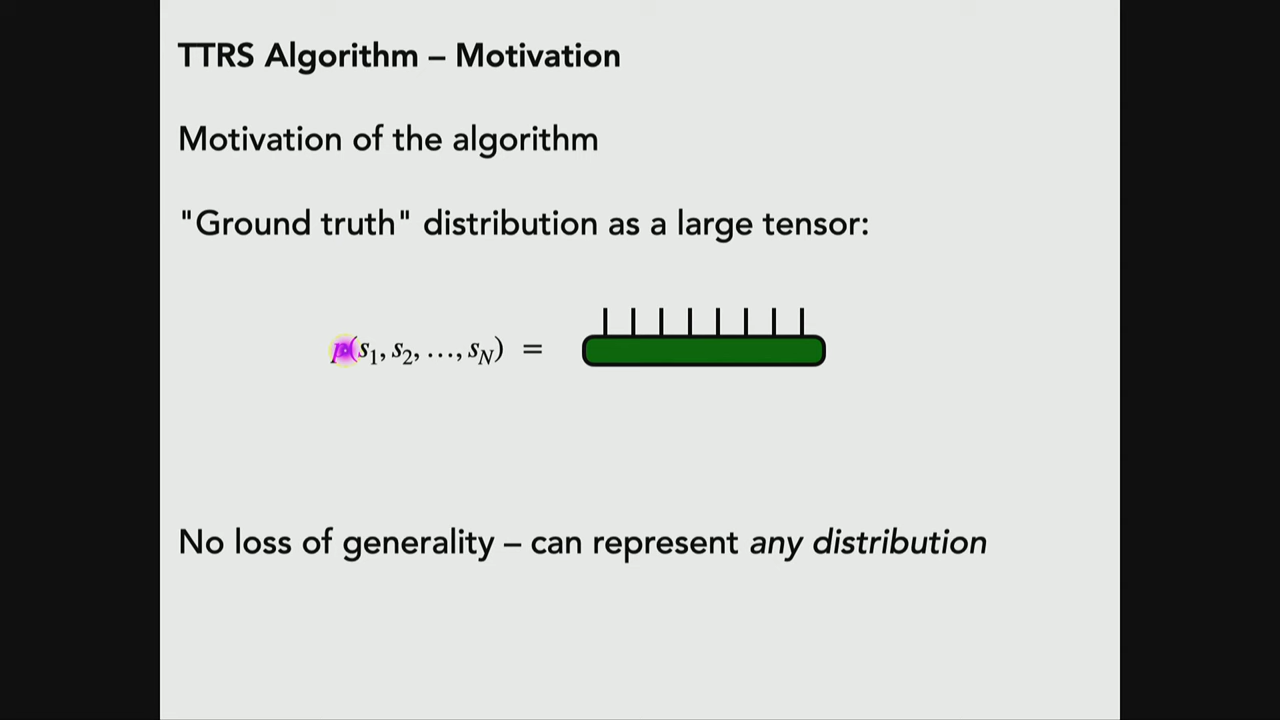 TTRS Algorithm – Motivation
Motivation of the algorithm
"Ground truth" distribution as a large tensor:
p(s₁, s₂, …, s_N) =
No loss of generality – can represent any distribution